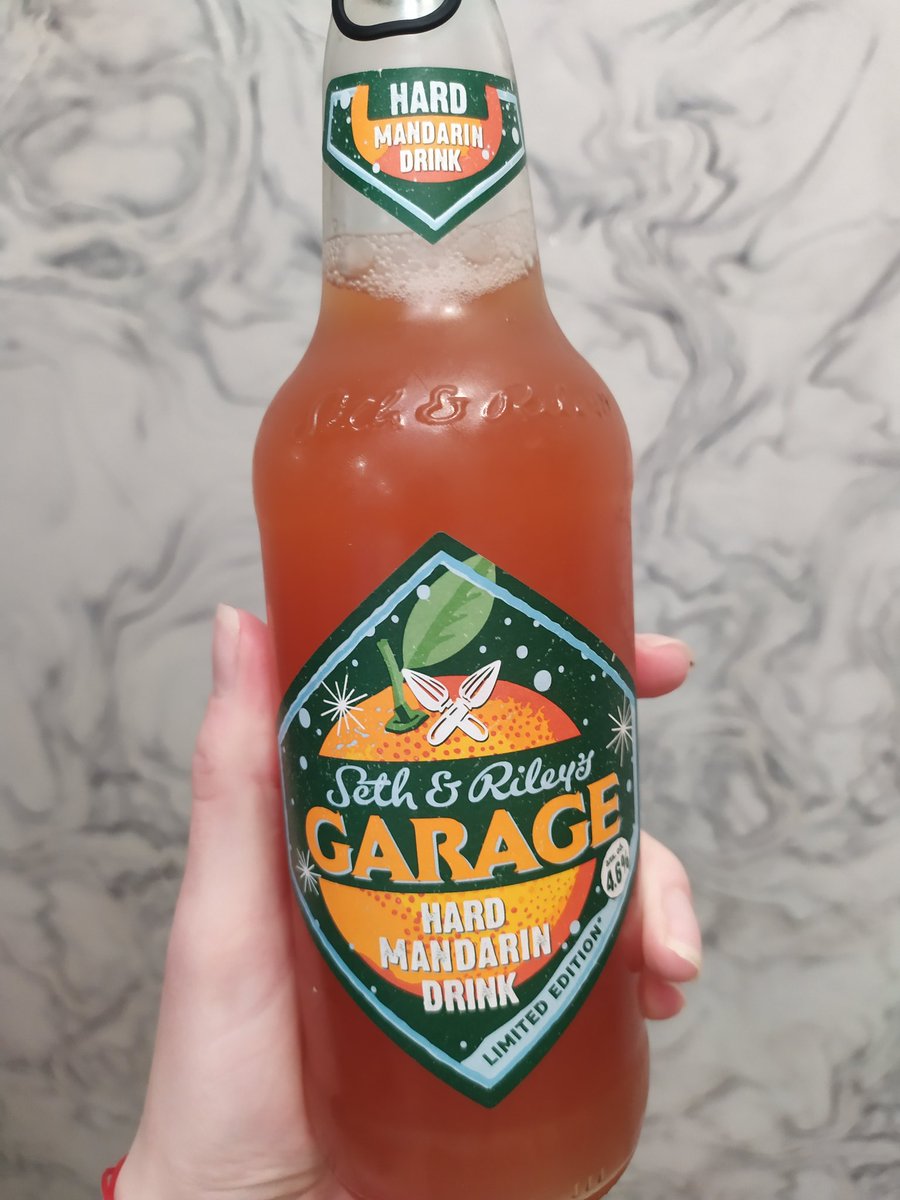 HARD
MANDARIN
DRINK
Seth & Riley
Seth & Riley's
GARAGE
4.6%
HARD
MANDARIN
DRINK
LIMITED EDITION*